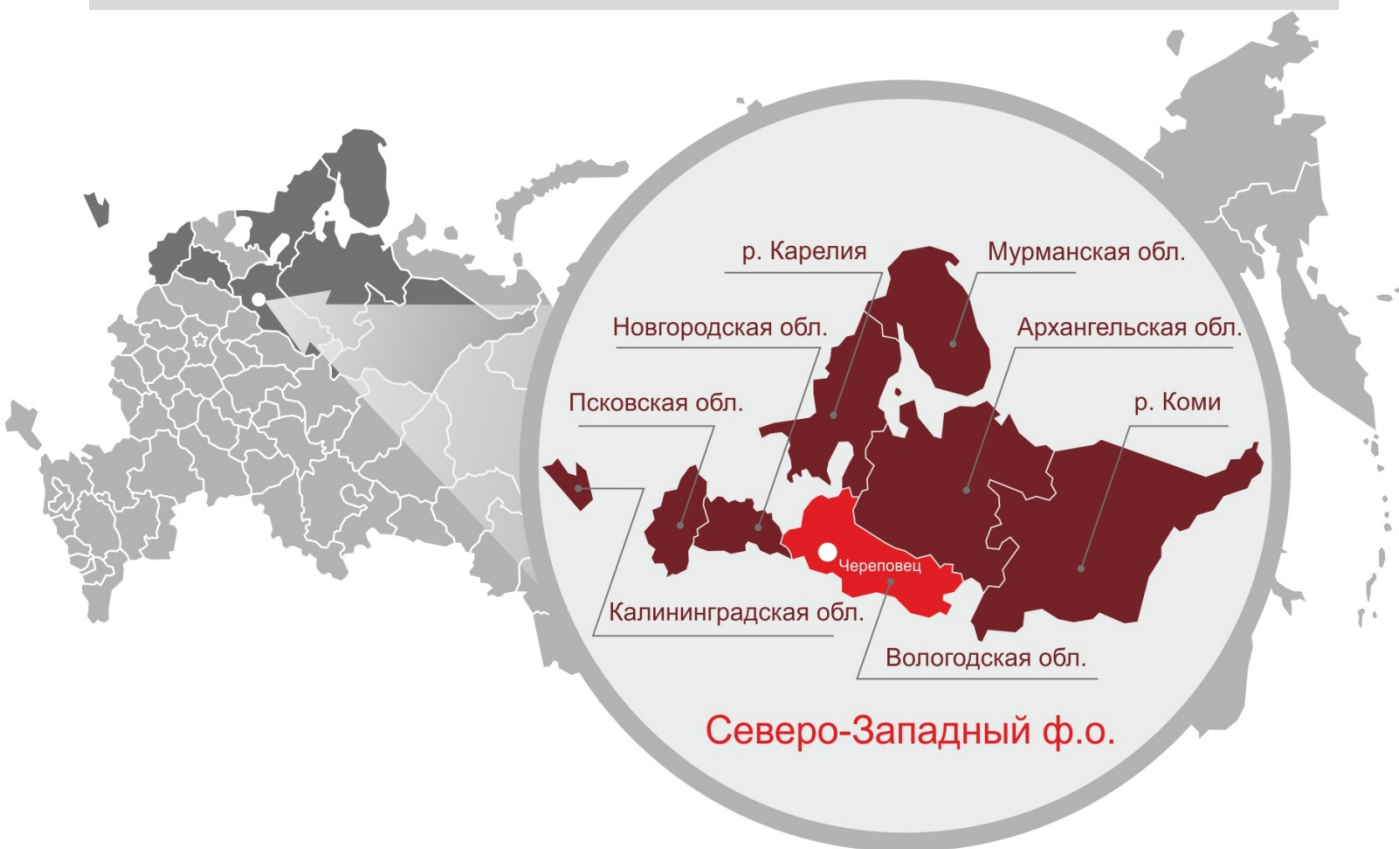 р. Карелия
Мурманская обл.
Новгородская обл.
Архангельская обл.
Псковская обл.
р. Коми
Череповец
Калининградская обл.
Вологодская обл.
Северо-Западный ф.о.